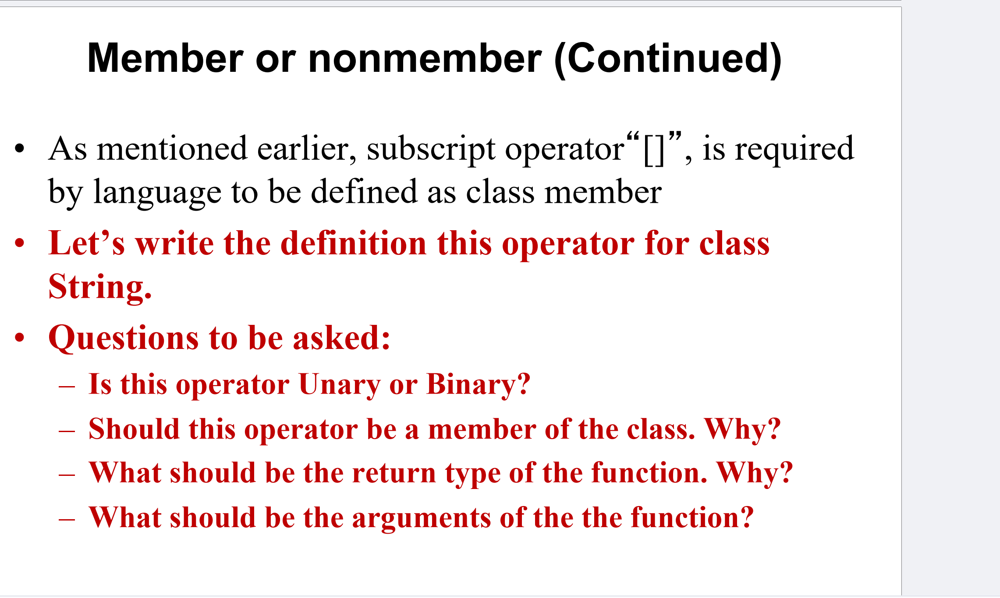 Member or nonmember (Continued)
• As mentioned earlier, subscript operator“[]”, is required
by language to be defined as class member
• Let’s write the definition this operator for class
String.
• Questions to be asked:
– Is this operator Unary or Binary?
– Should this operator be a member of the class. Why?
– What should be the return type of the function. Why?
– What should be the arguments of the the function?